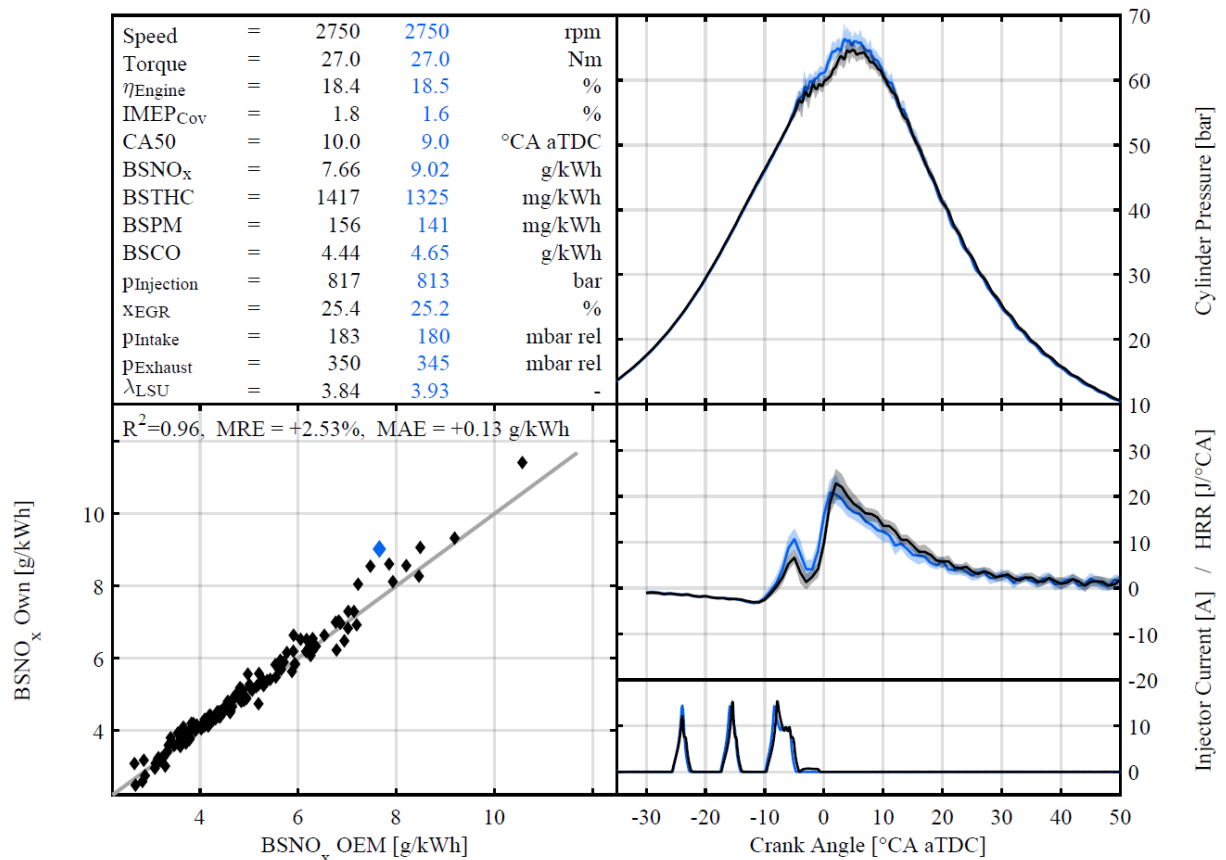 Speed = 2750 2750 rpm
Torque = 27.0 27.0 Nm
ηEngine = 18.4 18.5 %
IMEPCov = 1.8 1.6 %
CA50 = 10.0 9.0 °CA aTDC
BSNOx = 7.66 9.02 g/kWh
BSTHC = 1417 1325 mg/kWh
BSPM = 156 141 mg/kWh
BSCO = 4.44 4.65 g/kWh
pInjection = 817 813 bar
xEGR = 25.4 25.2 %
pIntake = 183 180 mbar rel
pExhaust = 350 345 mbar rel
λLSU = 3.84 3.93 -
70
60
50
40
30
20
10
Cylinder Pressure [bar]
R²=0.96, MRE = +2.53%, MAE = +0.13 g/kWh
10
8
6
4
BSNOx Own [g/kWh]
4 6 8 10
BSNOx OEM [g/kWh]
30
20
10
0
-10
-20
10
0
Injector Current [A] / HRR [J/°CA]
-30 -20 -10 0 10 20 30 40 50
Crank Angle [°CA aTDC]